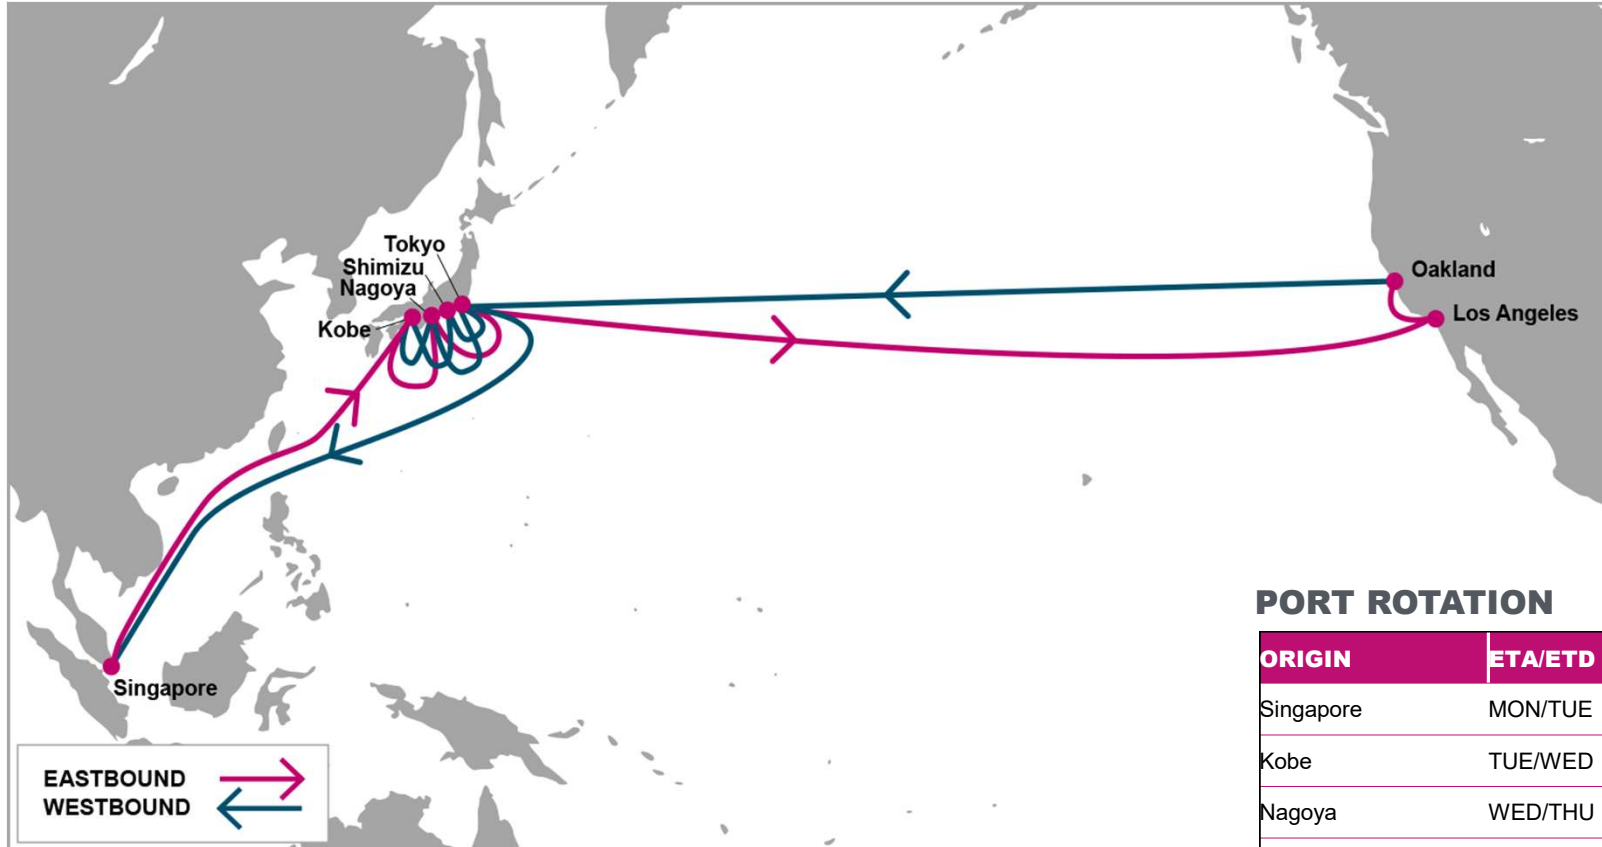 Tokyo
Shimizu
Nagoya
Kobe
Oakland
Los Angeles
Singapore
EASTBOUND
WESTBOUND
PORT ROTATION
ORIGIN ETA/ETD
Singapore MON/TUE
Kobe TUE/WED
Nagoya WED/THU